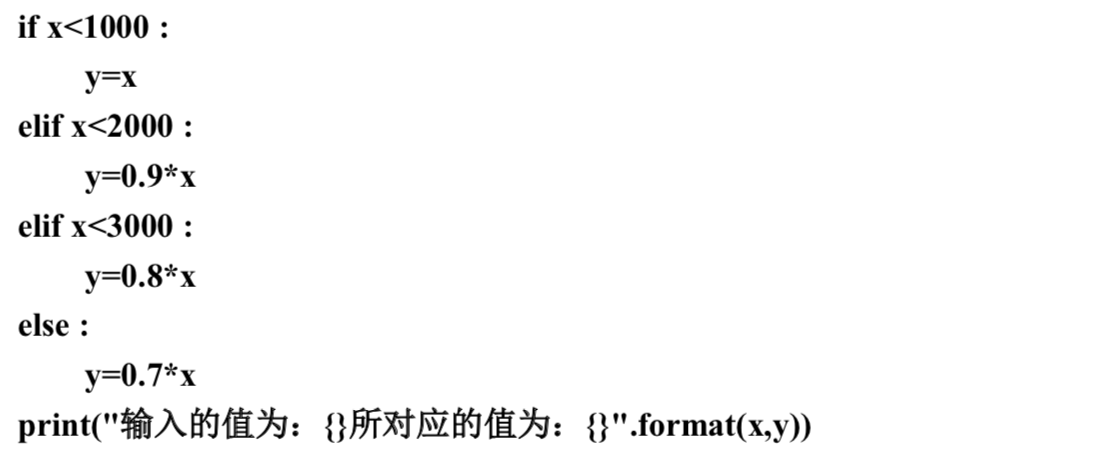 if x<1000 :
y=x
elif x<2000 :
y=0.9*x
elif x<3000 :
y=0.8*x
else :
y=0.7*x
print("输入的值为：{}所对应的值为：{}".format(x,y))